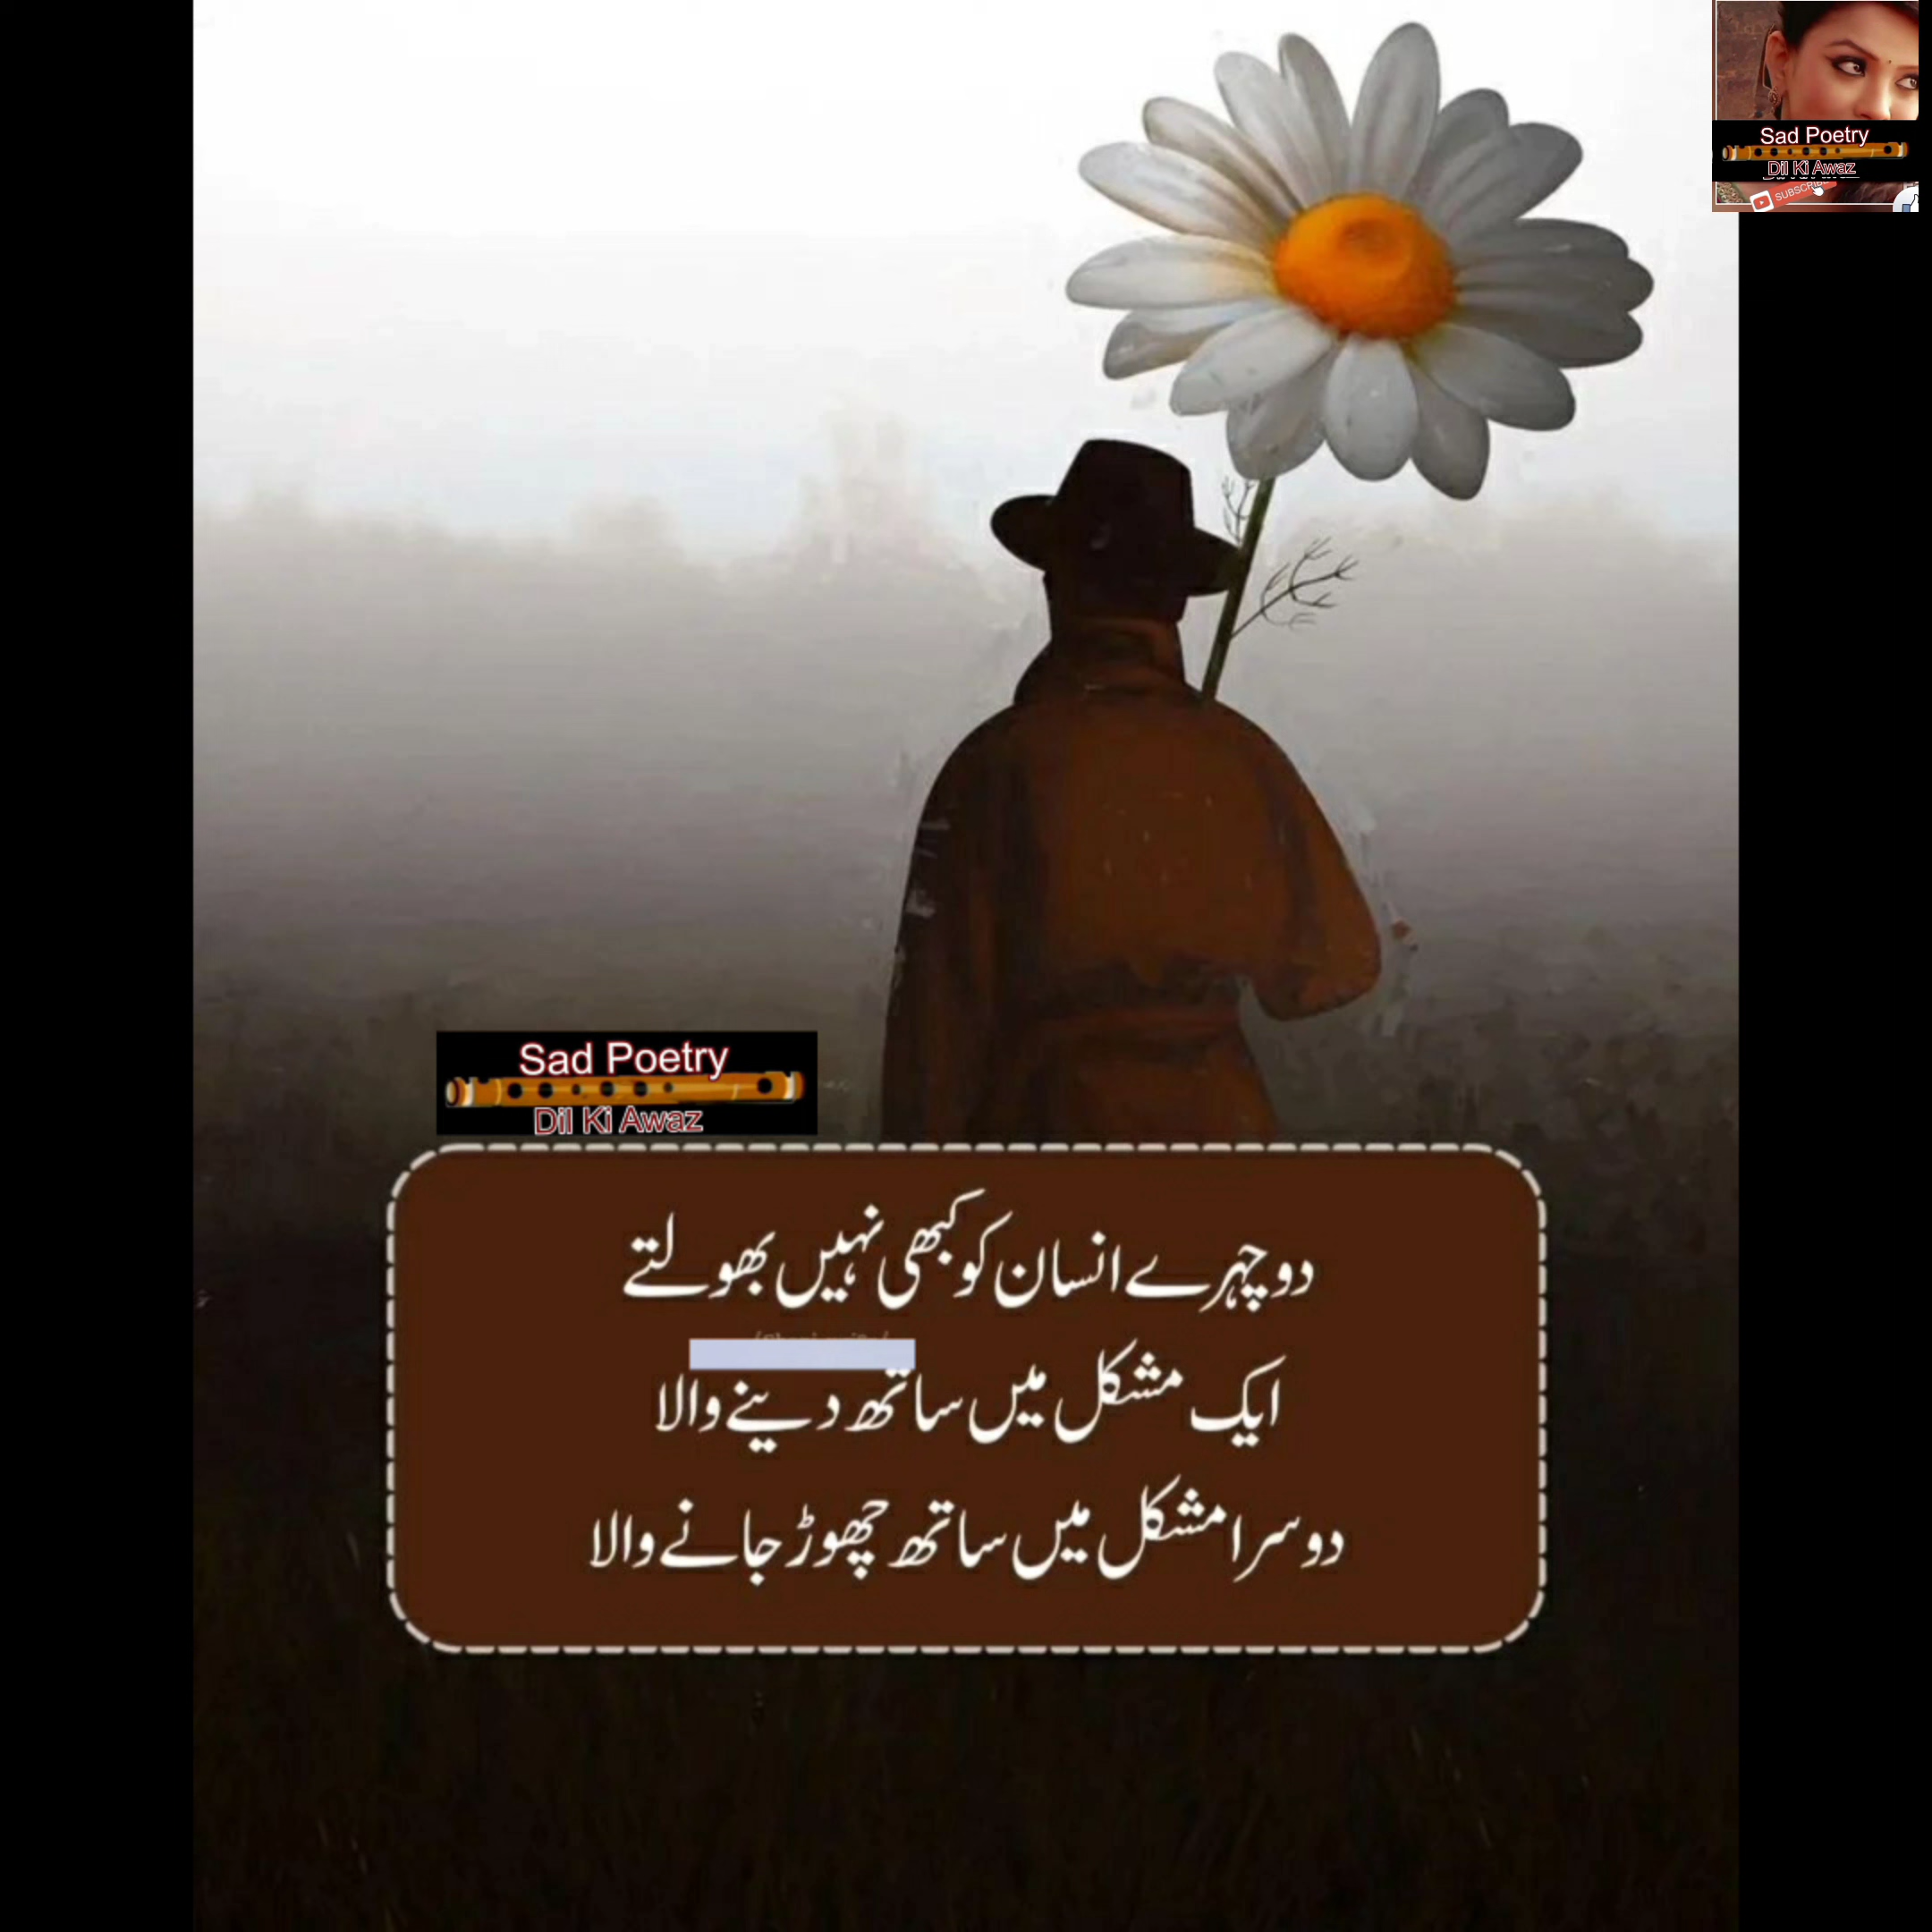 Sad Poetry
Dil Ki Awaz
SUBSCRIBE
Sad Poetry
Dil Ki Awaz
دو چہرے انسان کو کبھی نہیں بھولتے
ایک مشکل میں ساتھ دینے والا
دوسرا مشکل میں ساتھ چھوڑ جانے والا